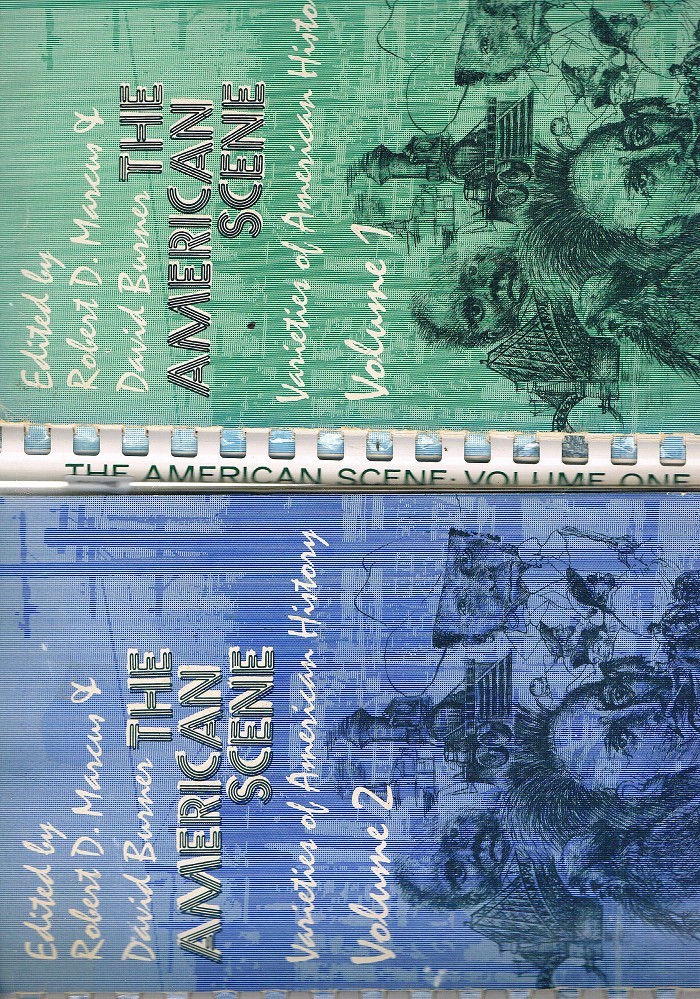 Edited by
Robert D. Marcus &
David Burner THE
AMERICAN
SCENE
Varieties of American Histo
Volume 1
THE AMERICAN SCENE: VOLUME ONE
Edited by
Robert D. Marcus &
David Burner THE
AMERICAN
SCENE
Varieties of American History
Volume 2